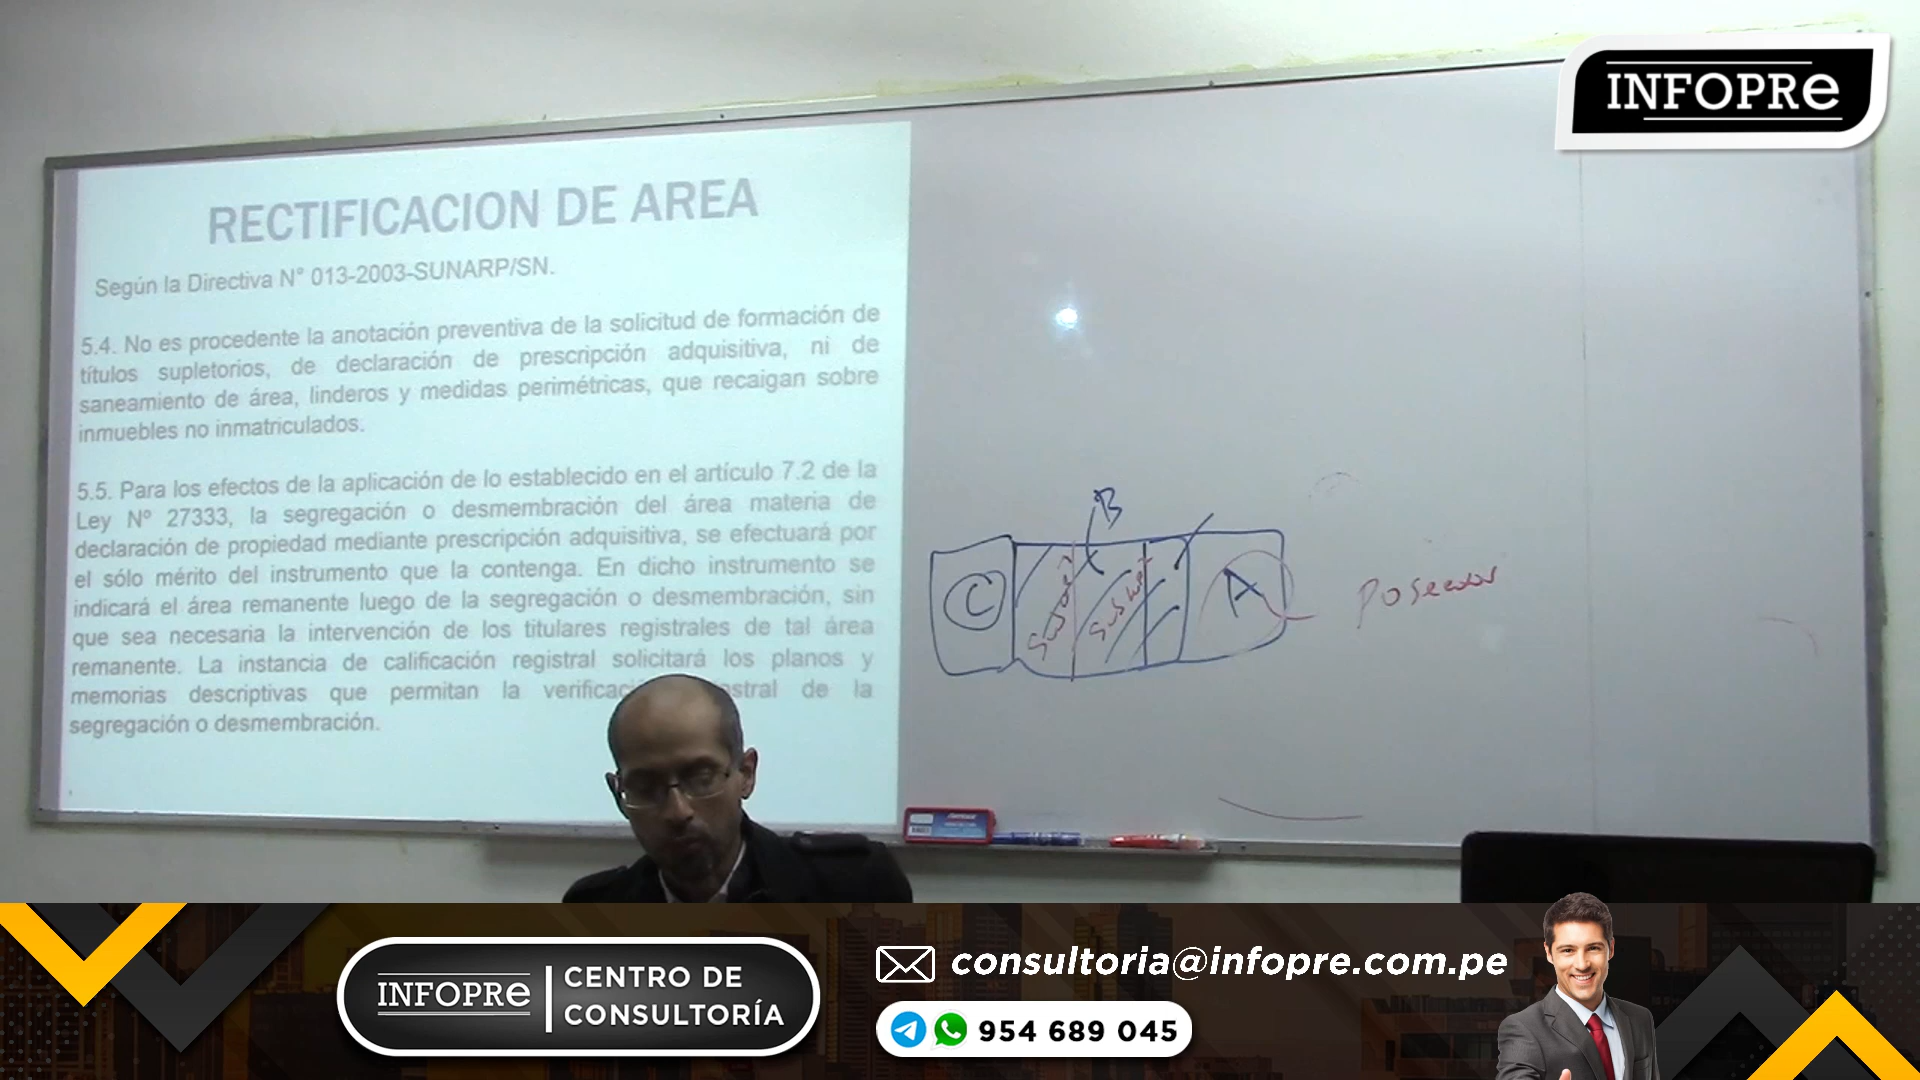 INFOPRe
RECTIFICACION DE AREA
Según la Directiva N° 013-2003-SUNARP/SN.
5.4. No es procedente la anotación preventiva de la solicitud de formación de
títulos supletorios, de declaración de prescripción adquisitiva, ni de
saneamiento de área, linderos y medidas perimétricas, que recaigan sobre
inmuebles no inmatriculados.
5.5. Para los efectos de la aplicación de lo establecido en el artículo 7.2 de la
Ley Nº 27333, la segregación o desmembración del área materia de
declaración de propiedad mediante prescripción adquisitiva, se efectuará por
el sólo mérito del instrumento que la contenga. En dicho instrumento se
indicará el área remanente luego de la segregación o desmembración, sin
que sea necesaria la intervención de los titulares registrales de tal área
remanente. La instancia de calificación registral solicitará los planos y
memorias descriptivas que permitan la de la
segregación o desmembración.
B
C
A
Poseedor
INFOPRe
CENTRO DE
CONSULTORÍA
consultoria@infopre.com.pe
954 689 045